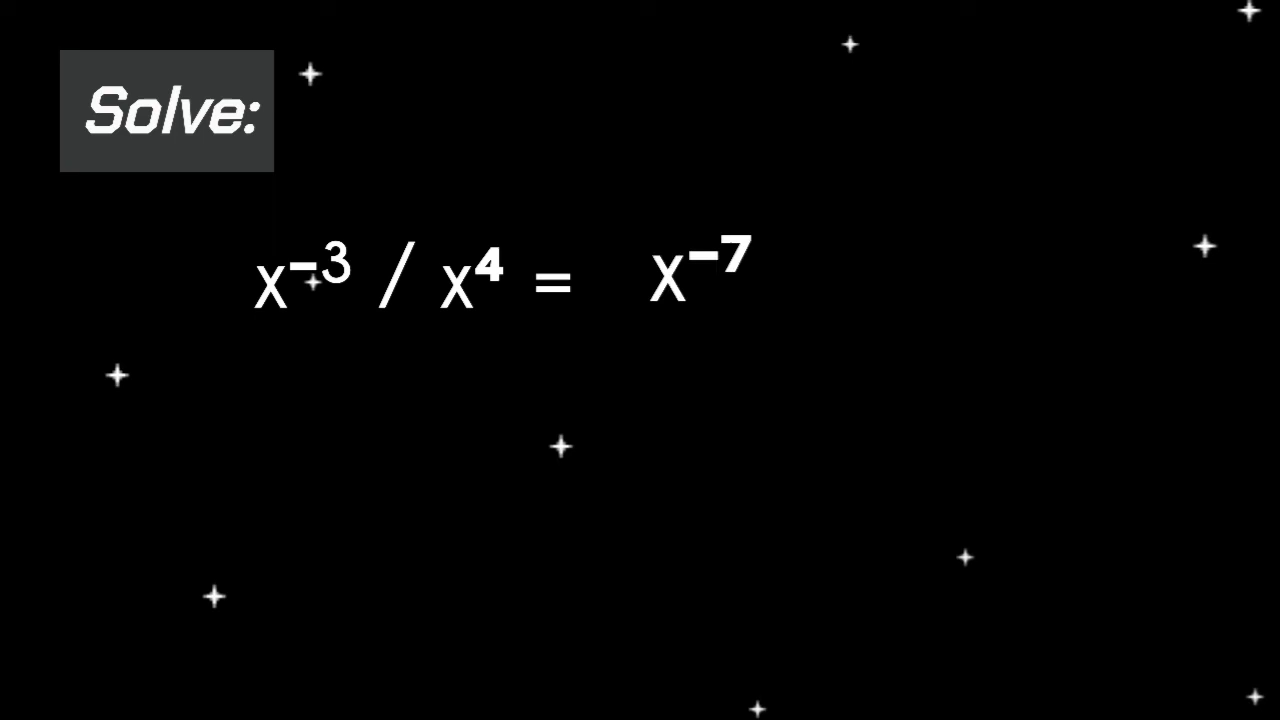 Solve:
x⁻³ / x⁴ = x⁻⁷